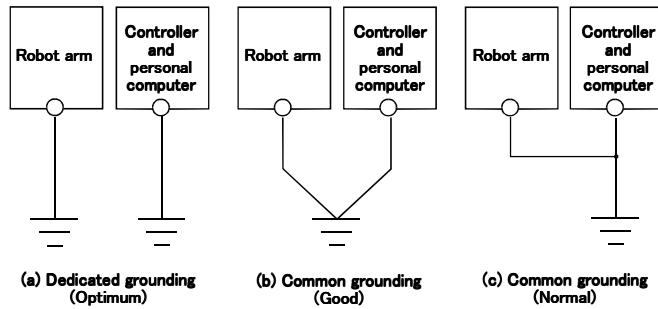 Robot arm
Controller
and
personal
computer
Robot arm
Controller
and
personal
computer
Robot arm
Controller
and
personal
computer
(a) Dedicated grounding
(Optimum)
(b) Common grounding
(Good)
(c) Common grounding
(Normal)